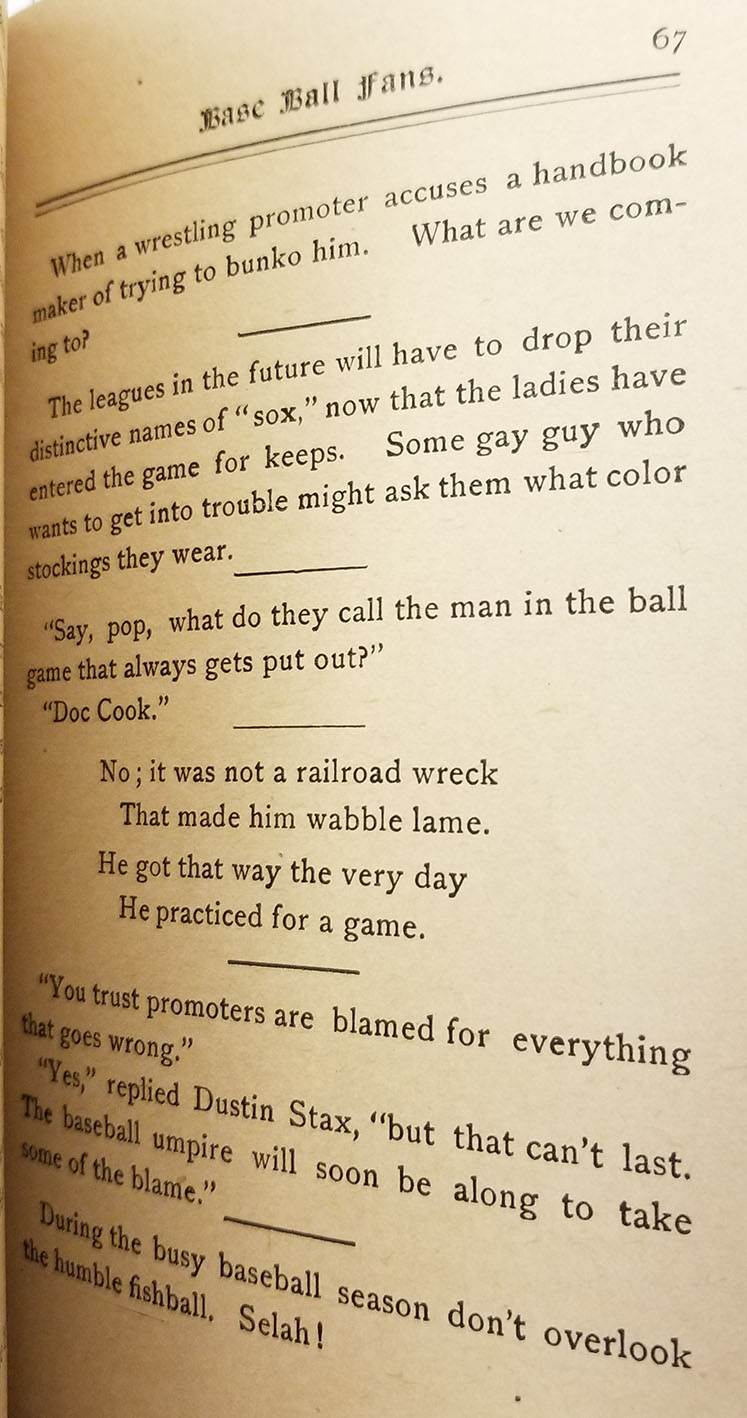 67
Base Ball Fans.
When a wrestling promoter accuses a handbook
maker of trying to bunko him. What are we com-
ing to?
The leagues in the future will have to drop their
distinctive names of “sox,” now that the ladies have
entered the game for keeps. Some gay guy who
wants to get into trouble might ask them what color
stockings they wear.
“Say, pop, what do they call the man in the ball
game that always gets put out?”
“Doc Cook.”
No; it was not a railroad wreck
That made him wabble lame.
He got that way the very day
He practiced for a game.
“You trust promoters are blamed for everything
that goes wrong.”
“Yes,” replied Dustin Stax, “but that can’t last.
The baseball umpire will soon be along to take
some of the blame.”
During the busy baseball season don’t overlook
the humble fishball. Selah!